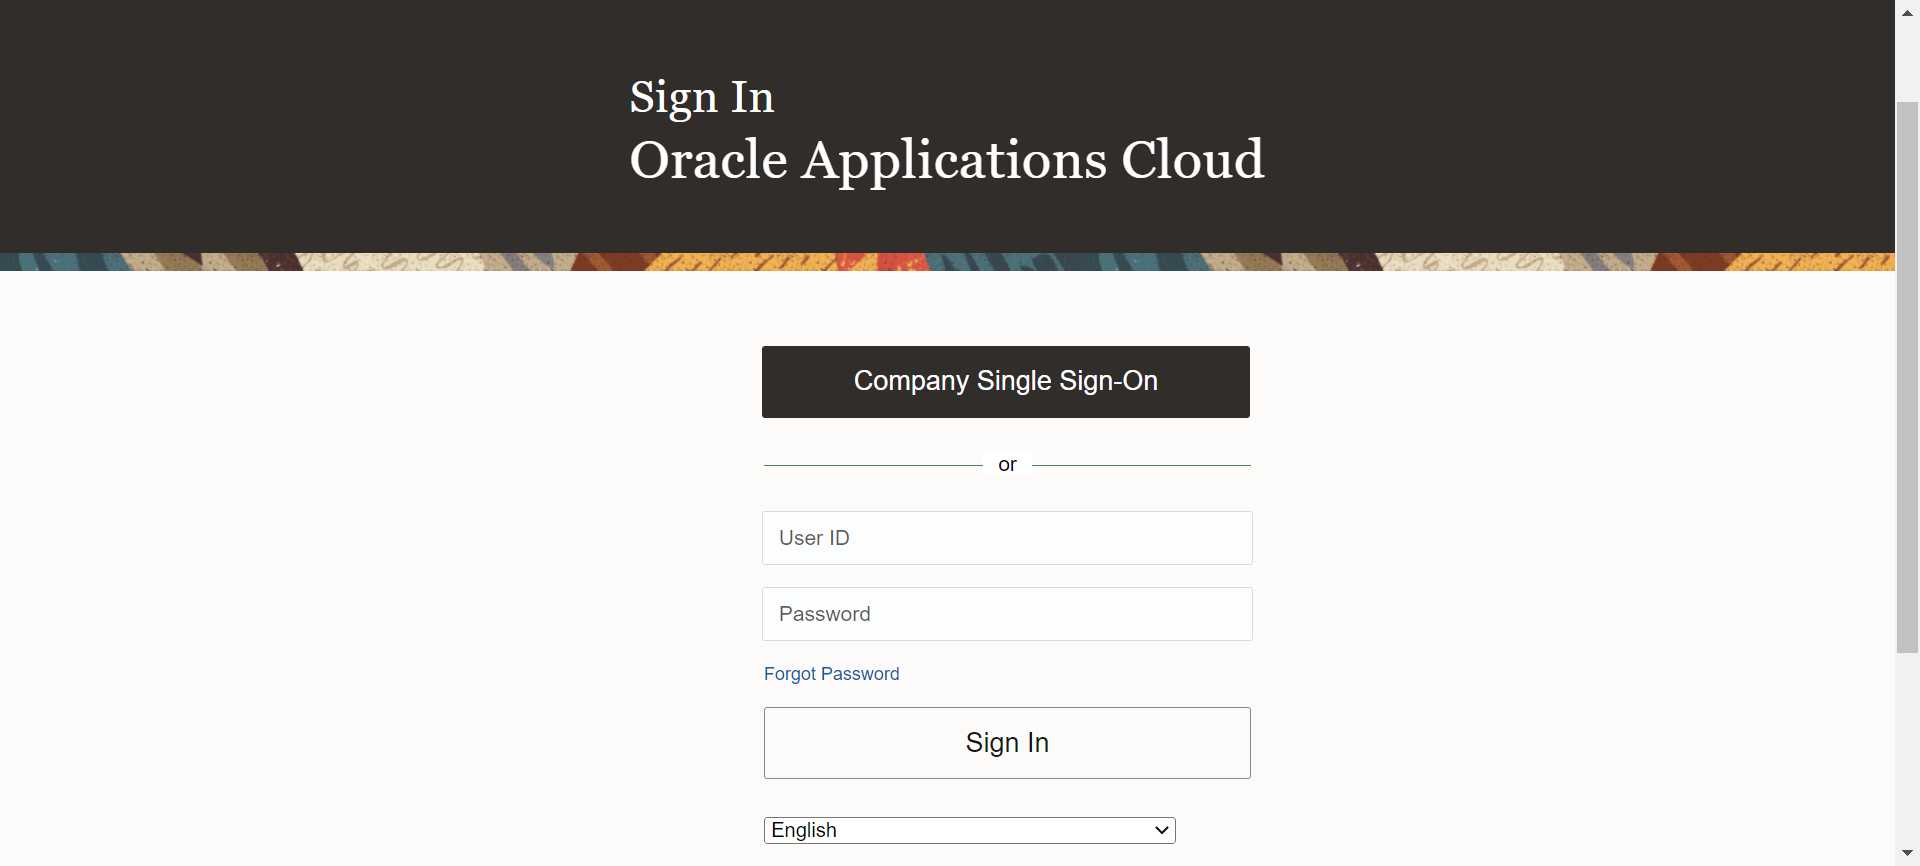 Sign In
Oracle Applications Cloud
Company Single Sign-On
or
User ID
Password
Forgot Password
Sign In
English